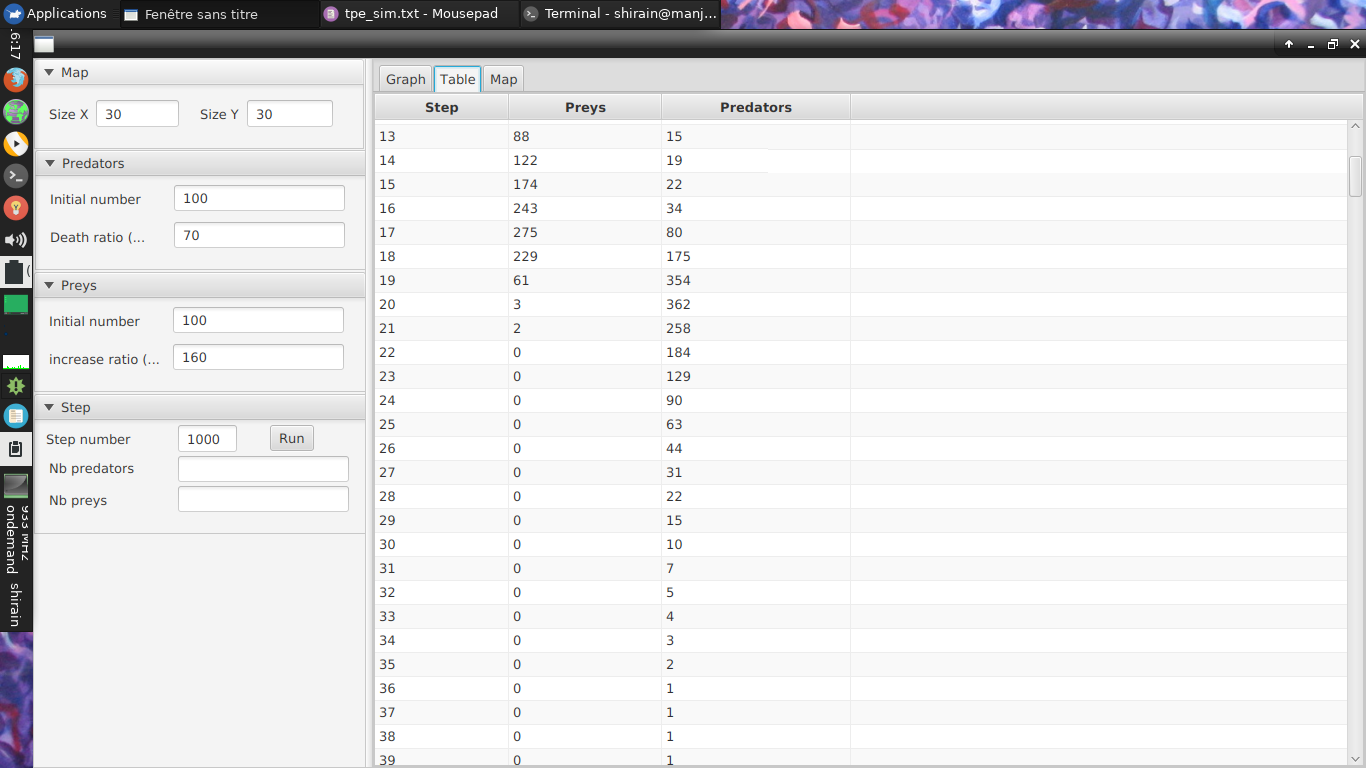 Applications
Fenêtre sans titre
tpe_sim.txt - Mousepad
Terminal - shirain@manj...
6:17
Map
Size X 30 Size Y 30
Predators
Initial number 100
Death ratio (... 70
Preys
Initial number 100
increase ratio (... 160
Step
Step number 1000 Run
Nb predators
Nb preys
ondemand shirain
Graph Table Map
Step Preys Predators
13 88 15
14 122 19
15 174 22
16 243 34
17 275 80
18 229 175
19 61 354
20 3 362
21 2 258
22 0 184
23 0 129
24 0 90
25 0 63
26 0 44
27 0 31
28 0 22
29 0 15
30 0 10
31 0 7
32 0 5
33 0 4
34 0 3
35 0 2
36 0 1
37 0 1
38 0 1
39 0 1